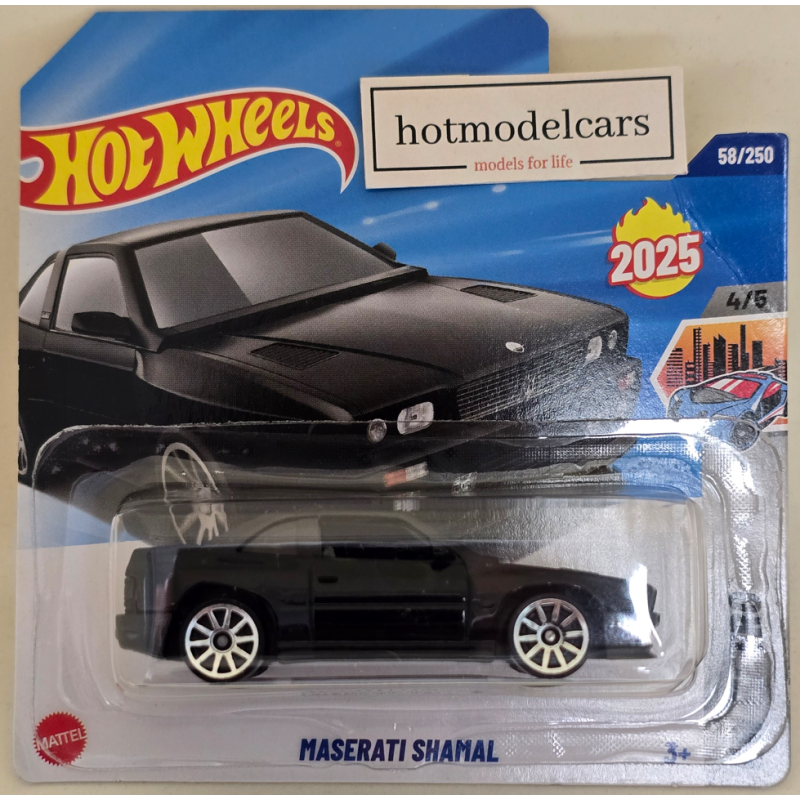 HOT WHEELS
hotmodelcars
models for life
58/250
2025
4/5
MATTEL
MASERATI SHAMAL
3+